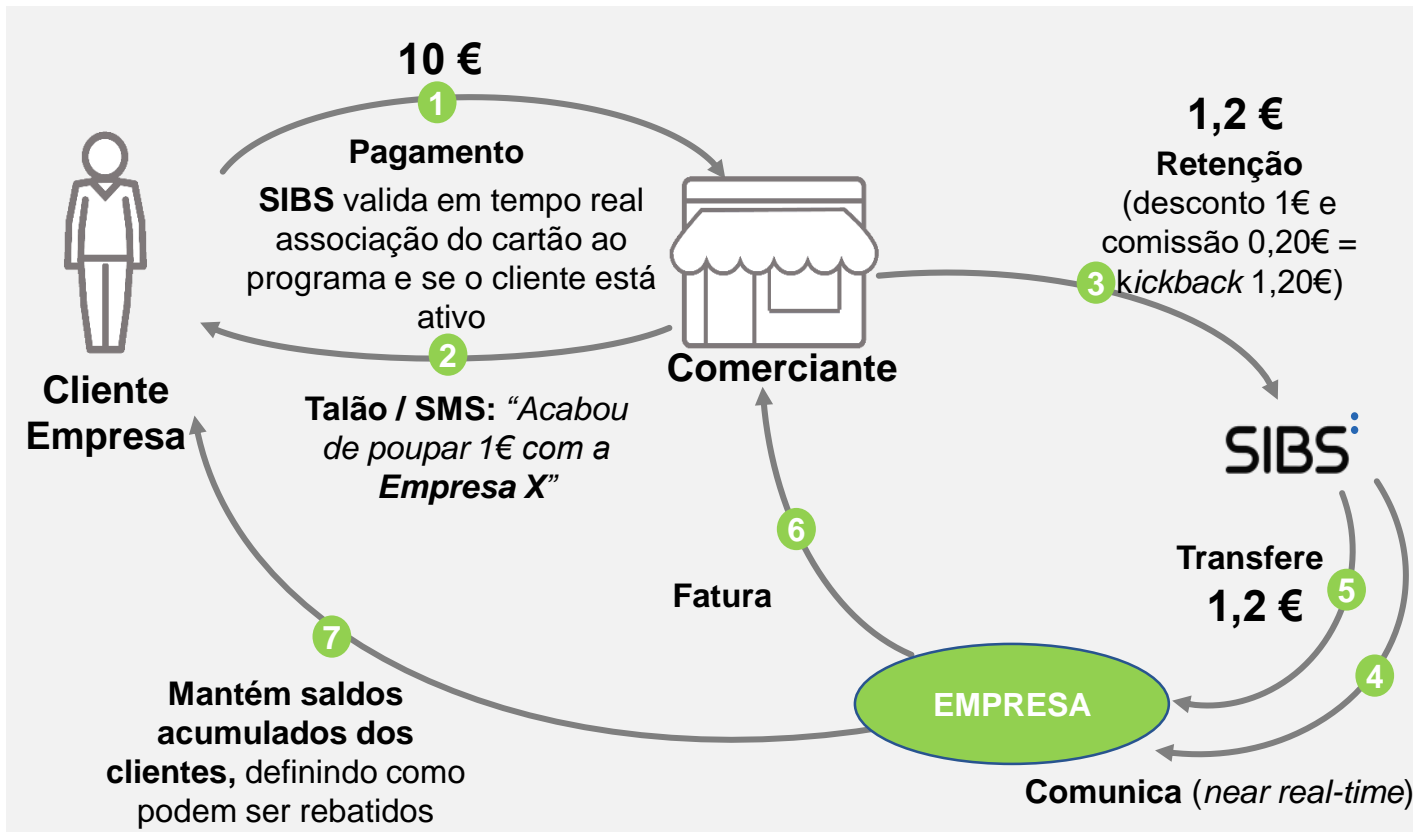 10 €
1
Pagamento
SIBS valida em tempo real
associação do cartão ao
programa e se o cliente está
ativo
2
Talão / SMS: “Acabou
de poupar 1€ com a
Empresa X”
Cliente
Empresa
Comerciante
1,2 €
Retenção
(desconto 1€ e
comissão 0,20€ =
3
kickback 1,20€)
SIBS
Transfere
1,2 €
5
4
Comunica (near real-time)
EMPRESA
6
Fatura
7
Mantém saldos
acumulados dos
clientes, definindo como
podem ser rebatidos